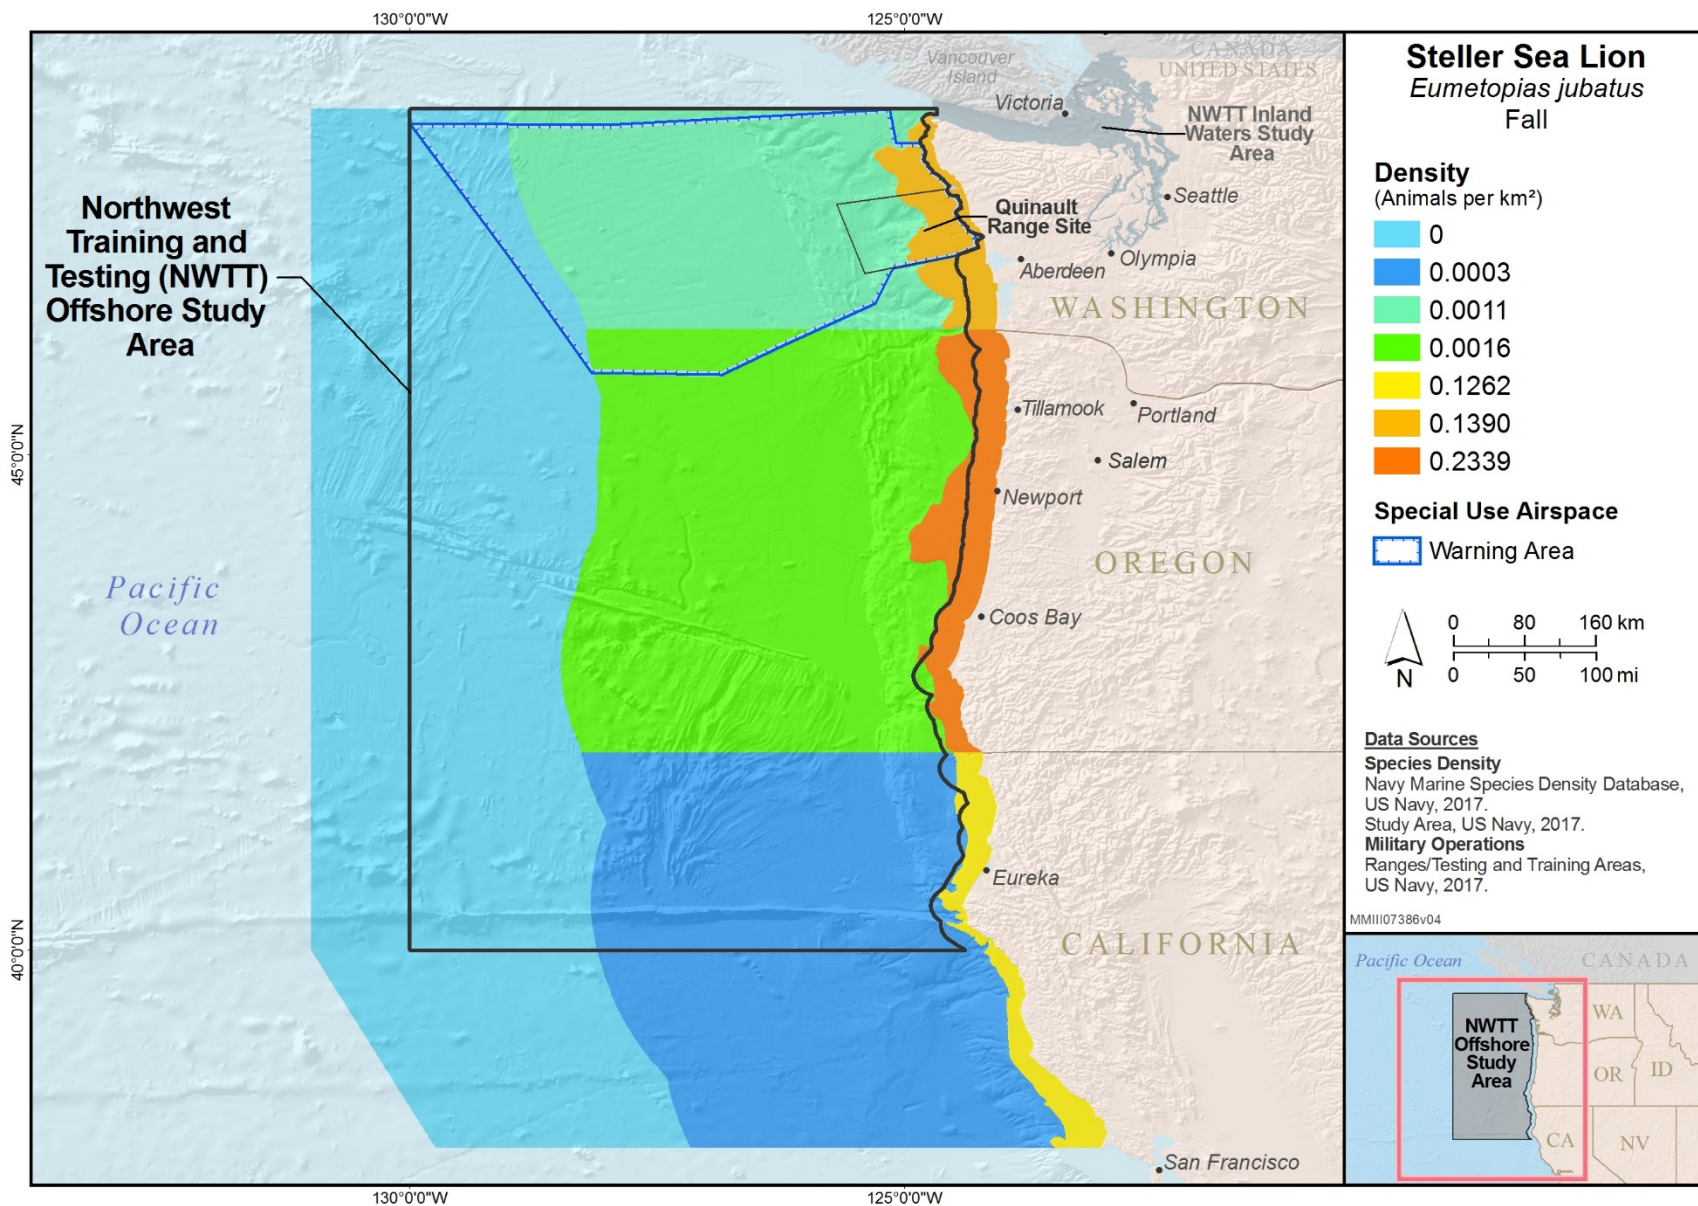 130°0'0"W
125°0'0"W
CANADA
UNITED STATES
Vancouver
Island
Victoria
NWTT Inland
Waters Study
Area
Seattle
Northwest
Training and
Testing (NWTT)
Offshore Study
Area
Quinault
Range Site
Aberdeen
Olympia
WASHINGTON
Tillamook
Portland
45°0'0"N
Salem
Newport
OREGON
Pacific
Ocean
Coos Bay
Eureka
40°0'0"N
CALIFORNIA
San Francisco
130°0'0"W
125°0'0"W
Steller Sea Lion
Eumetopias jubatus
Fall
Density
(Animals per km²)
0
0.0003
0.0011
0.0016
0.1262
0.1390
0.2339
Special Use Airspace
Warning Area
N
0 80 160 km
0 50 100 mi
Data Sources
Species Density
Navy Marine Species Density Database,
US Navy, 2017.
Study Area, US Navy, 2017.
Military Operations
Ranges/Testing and Training Areas,
US Navy, 2017.
MMIII07386v04
Pacific Ocean
CANADA
NWTT
Offshore
Study
Area
WA
OR
ID
CA
NV